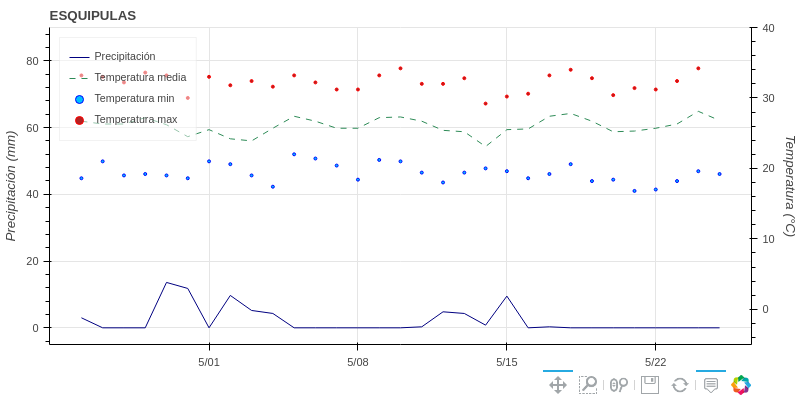 ESQUIPULAS
Precipitación
Temperatura media
Temperatura min
Temperatura max
Precipitación (mm)
80
60
40
20
0
Temperatura (°C)
40
30
20
10
0
5/01
5/08
5/15
5/22